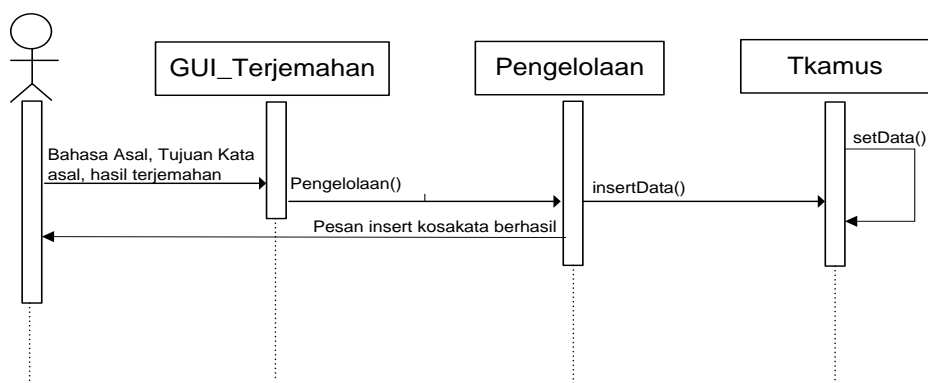 GUI_Terjemahan
Pengelolaan
Tkamus
setData()
Bahasa Asal, Tujuan Kata
asal, hasil terjemahan
Pengelolaan()
insertData()
Pesan insert kosakata berhasil